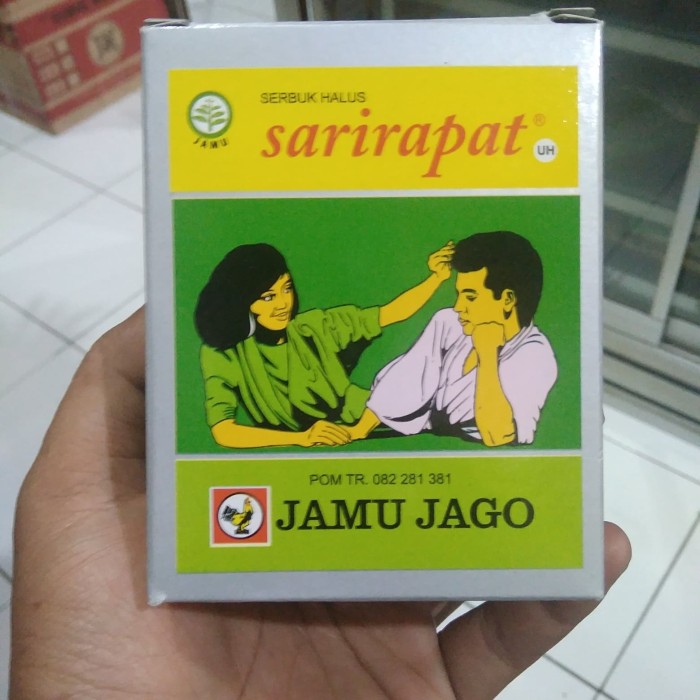 SERBUK HALUS
sarirapat®
UH
JAMU
POM TR. 082 281 381
JAMU JAGO